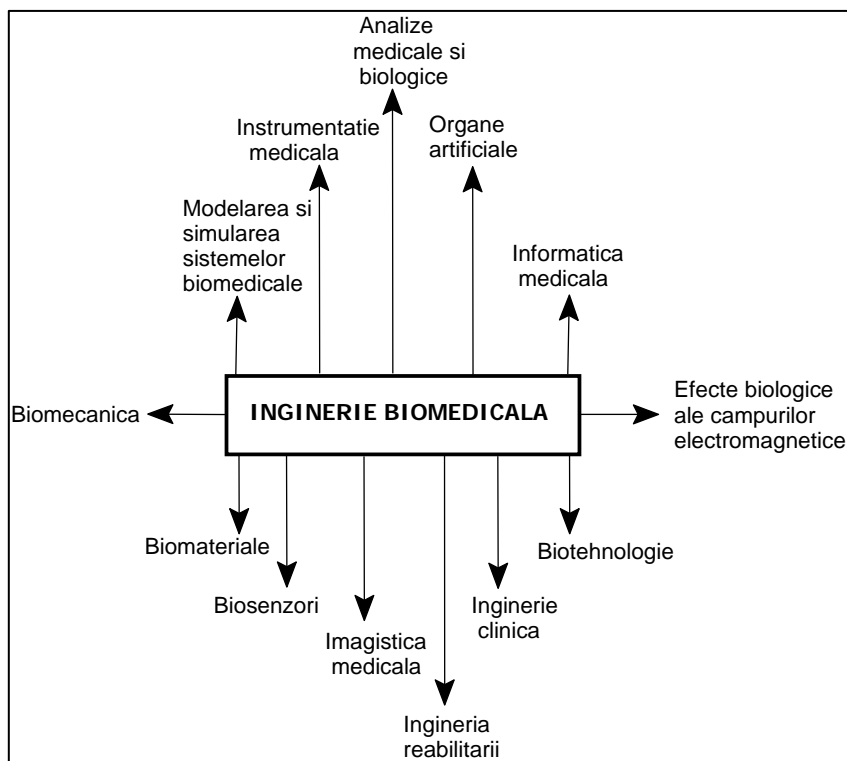 Analize
medicale si
biologice
Instrumentatie
medicala
Organe
artificiale
Modelarea si
simularea
sistemelor
biomedicale
Informatica
medicala
Biomecanica
INGINERIE BIOMEDICALA
Efecte biologice
ale campurilor
electromagnetice
Biomateriale
Biosenzori
Imagistica
medicala
Ingineria
reabilitarii
Inginerie
clinica
Biotehnologie